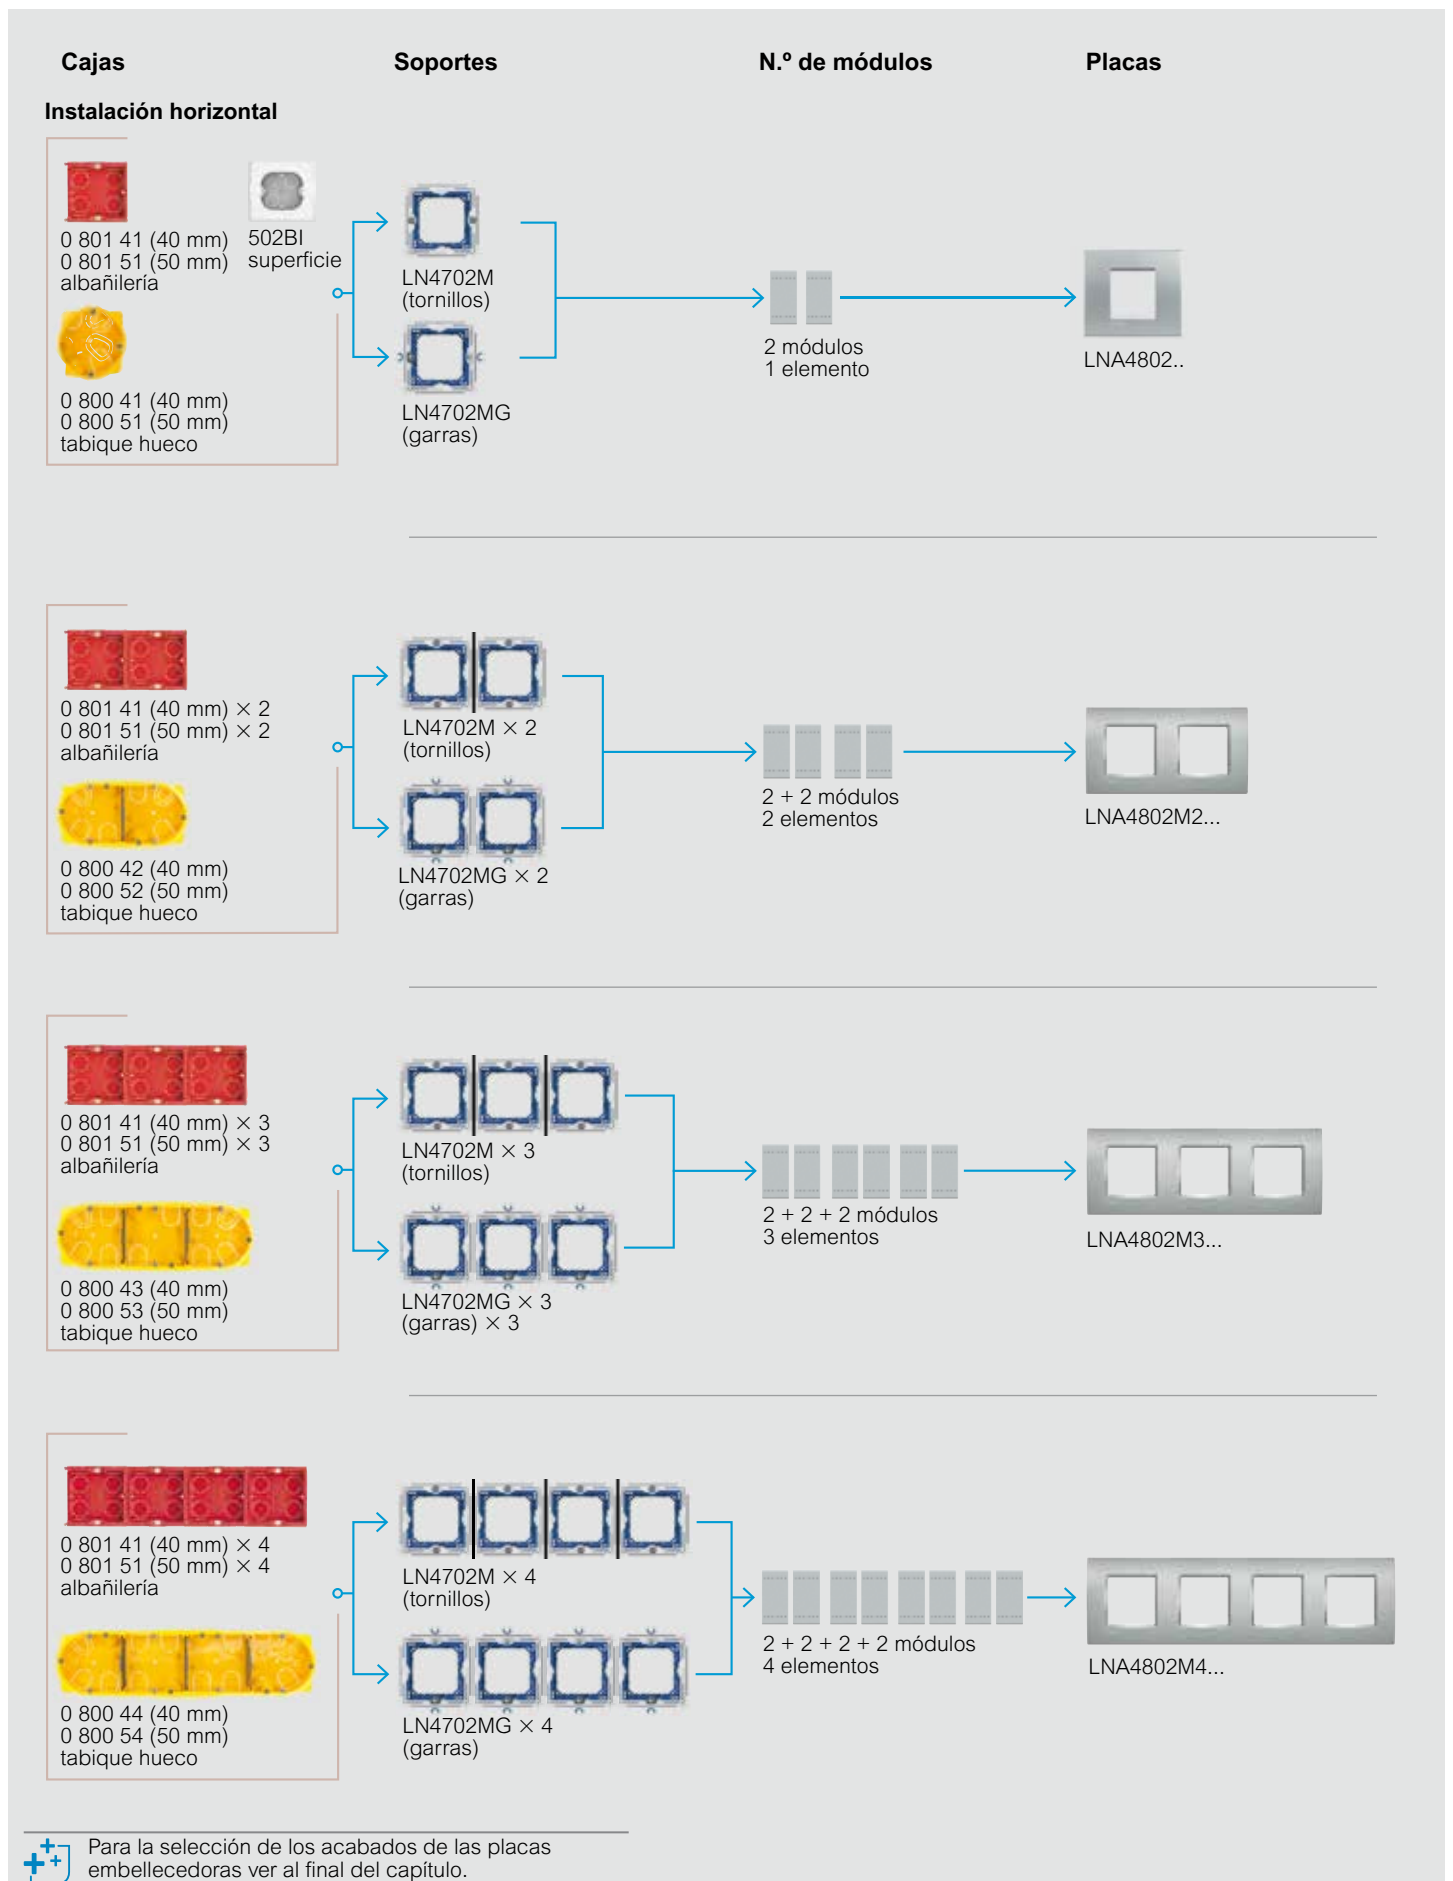 Cajas
Soportes
N.º de módulos
Placas
Instalación horizontal
0 801 41 (40 mm)
0 801 51 (50 mm)
albañilería
502BI
superficie
0 800 41 (40 mm)
0 800 51 (50 mm)
tabique hueco
LN4702M
(tornillos)
LN4702MG
(garras)
2 módulos
1 elemento
LNA4802..
0 801 41 (40 mm) × 2
0 801 51 (50 mm) × 2
albañilería
0 800 42 (40 mm)
0 800 52 (50 mm)
tabique hueco
LN4702M × 2
(tornillos)
LN4702MG × 2
(garras)
2 + 2 módulos
2 elementos
LNA4802M2...
0 801 41 (40 mm) × 3
0 801 51 (50 mm) × 3
albañilería
0 800 43 (40 mm)
0 800 53 (50 mm)
tabique hueco
LN4702M × 3
(tornillos)
LN4702MG × 3
(garras) × 3
2 + 2 + 2 módulos
3 elementos
LNA4802M3...
0 801 41 (40 mm) × 4
0 801 51 (50 mm) × 4
albañilería
0 800 44 (40 mm)
0 800 54 (50 mm)
tabique hueco
LN4702M × 4
(tornillos)
LN4702MG × 4
(garras)
2 + 2 + 2 + 2 módulos
4 elementos
LNA4802M4...
Para la selección de los acabados de las placas
embellecedoras ver al final del capítulo.